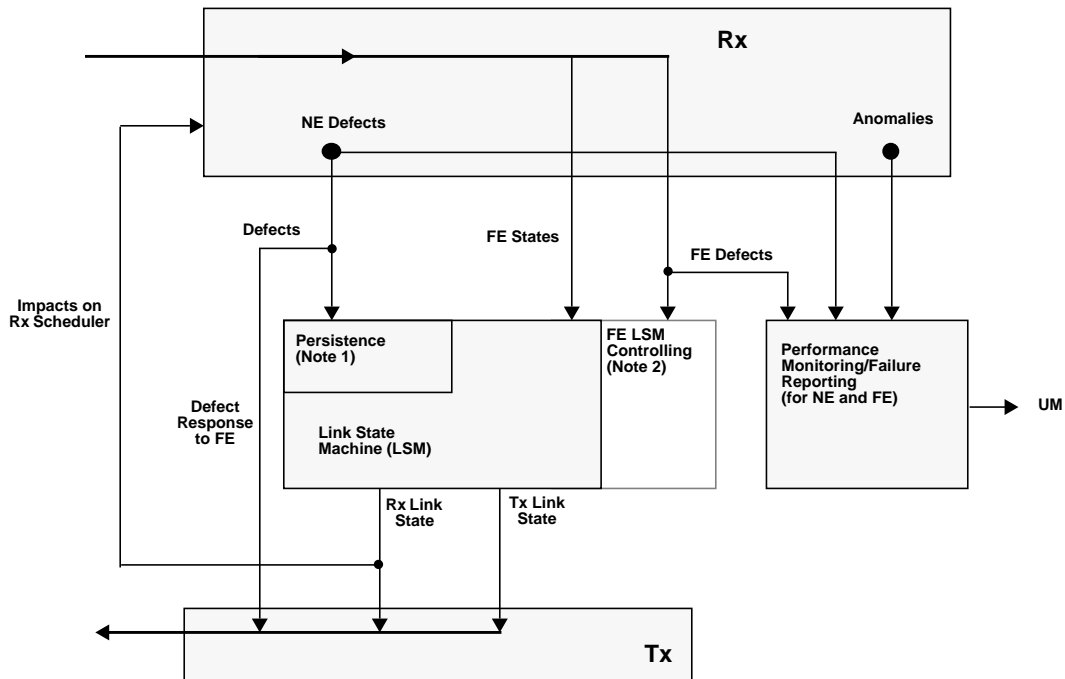 Rx
NE Defects
Anomalies
Defects
FE States
FE Defects
Impacts on
Rx Scheduler
Persistence
(Note 1)
FE LSM
Controlling
(Note 2)
Performance
Monitoring/Failure
Reporting
(for NE and FE)
UM
Defect
Response
to FE
Link State
Machine (LSM)
Rx Link
State
Tx Link
State
Tx